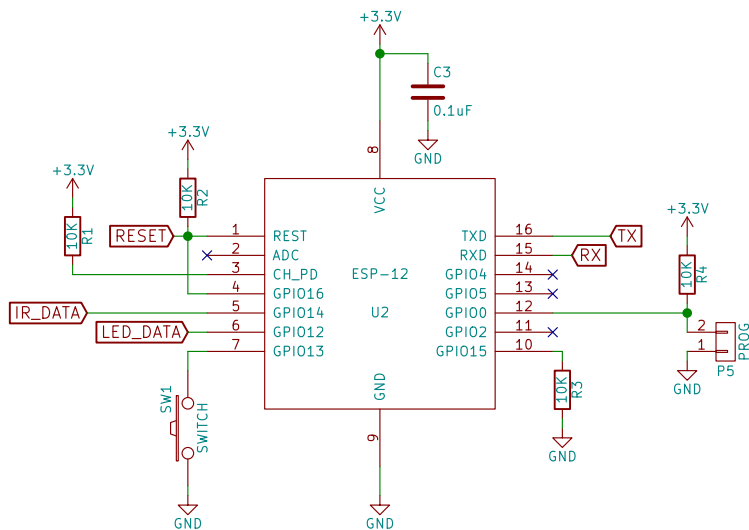 +3.3V
C3
0.1uF
GND
+3.3V
10K
R2
+3.3V
10K
R1
8
VCC
ESP-12
U2
RESET
1 REST
2 ADC
3 CH_PD
4 GPIO16
IR_DATA
5 GPIO14
LED_DATA
6 GPIO12
7 GPIO13
TXD 16
TX
RXD 15
RX
GPIO4 14
GPIO5 13
GPIO0 12
GPIO2 11
GPIO15 10
+3.3V
10K
R4
2
1
PROG
P5
GND
10K
R3
GND
SW1
SWITCH
GND
GND
9
GND